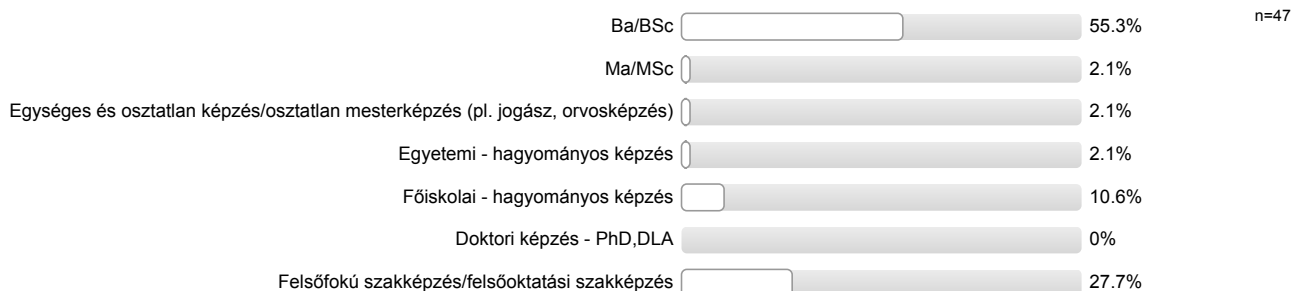 Ba/BSc 55.3% n=47
Ma/MSc 2.1%
Egységes és osztatlan képzés/osztatlan mesterképzés (pl. jogász, orvosképzés) 2.1%
Egyetemi - hagyományos képzés 2.1%
Főiskolai - hagyományos képzés 10.6%
Doktori képzés - PhD,DLA 0%
Felsőfokú szakképzés/felsőoktatási szakképzés 27.7%